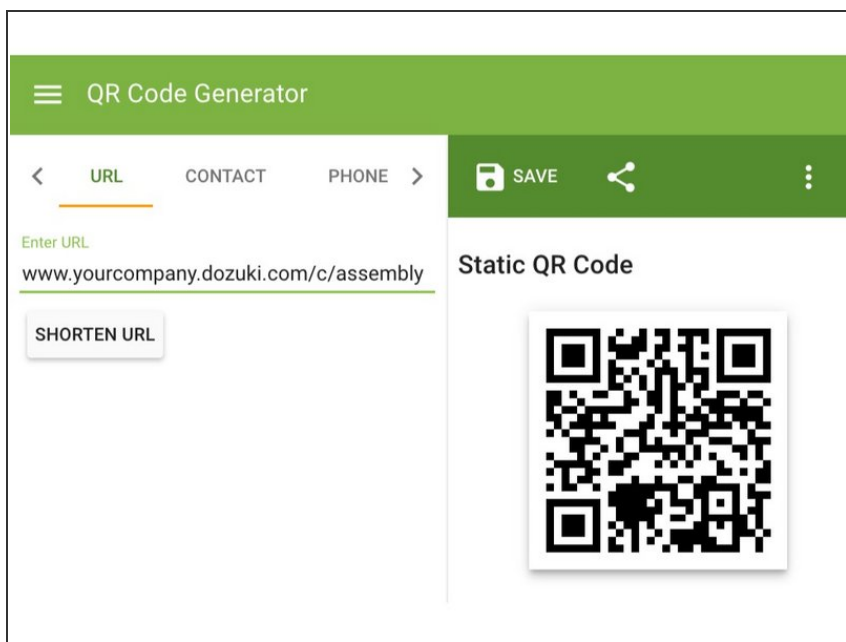 QR Code Generator
URL CONTACT PHONE
Enter URL
www.yourcompany.dozuki.com/c/assembly
SHORTEN URL
SAVE
Static QR Code